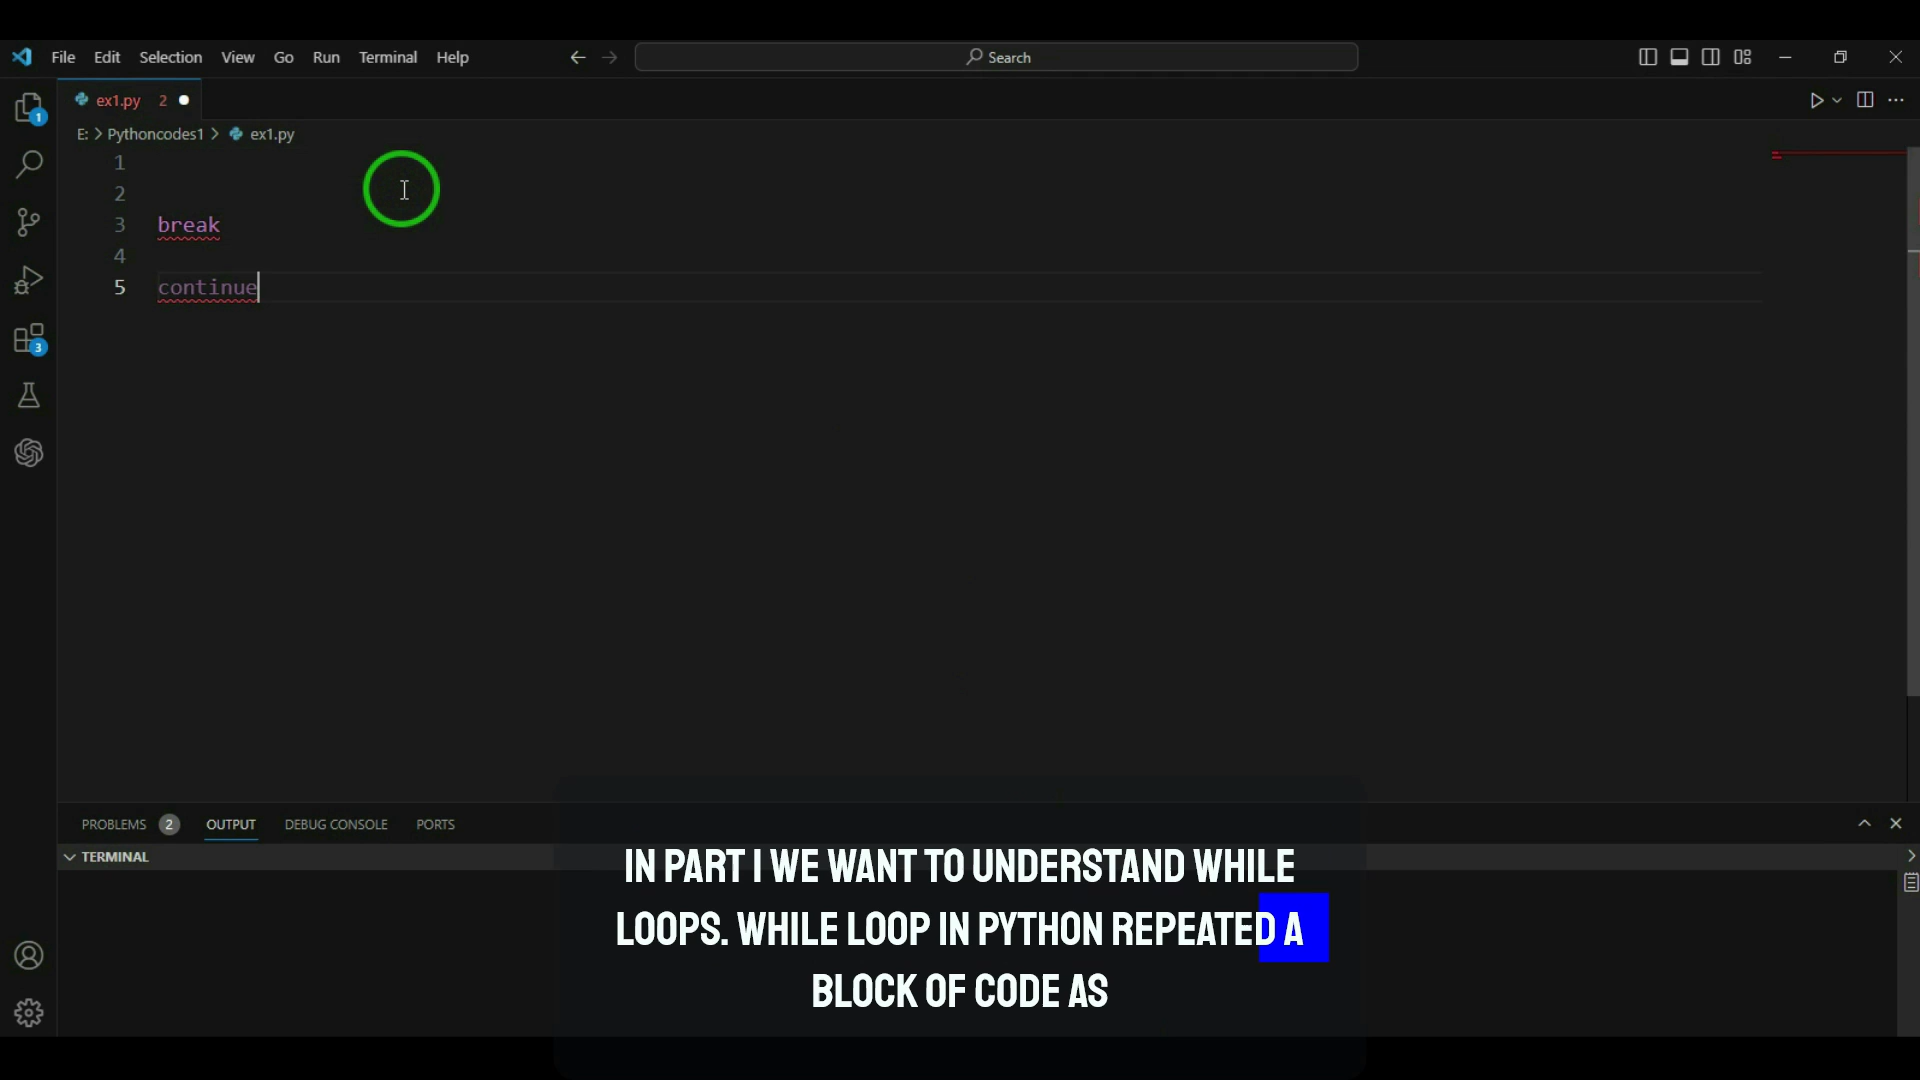 File Edit Selection View Go Run Terminal Help Search
ex1.py 2
E: > Pythoncodes1 > ex1.py
1
1
2
3 break
4
5 continue
3
PROBLEMS 2 OUTPUT DEBUG CONSOLE PORTS
TERMINAL
IN PART I WE WANT TO UNDERSTAND WHILE
LOOPS. WHILE LOOP IN PYTHON REPEATED A
BLOCK OF CODE AS